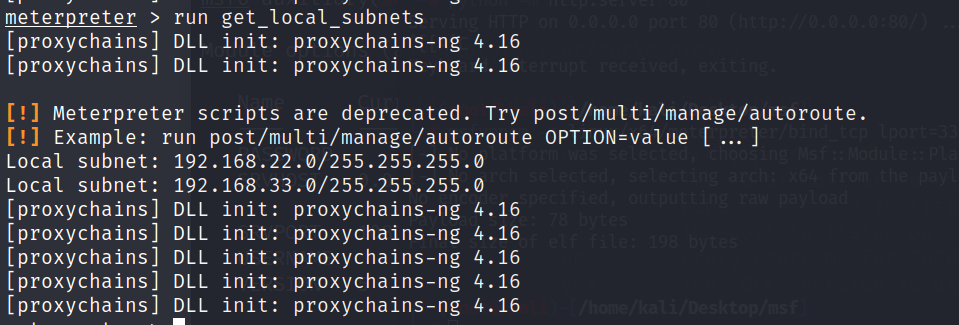 meterpreter > run get_local_subnets
[proxychains] DLL init: proxychains-ng 4.16
[proxychains] DLL init: proxychains-ng 4.16
[!] Meterpreter scripts are deprecated. Try post/multi/manage/autoroute.
[!] Example: run post/multi/manage/autoroute OPTION=value [ ... ]
Local subnet: 192.168.22.0/255.255.255.0
Local subnet: 192.168.33.0/255.255.255.0
[proxychains] DLL init: proxychains-ng 4.16
[proxychains] DLL init: proxychains-ng 4.16
[proxychains] DLL init: proxychains-ng 4.16
[proxychains] DLL init: proxychains-ng 4.16
[proxychains] DLL init: proxychains-ng 4.16
/home/kali/Desktop/msf